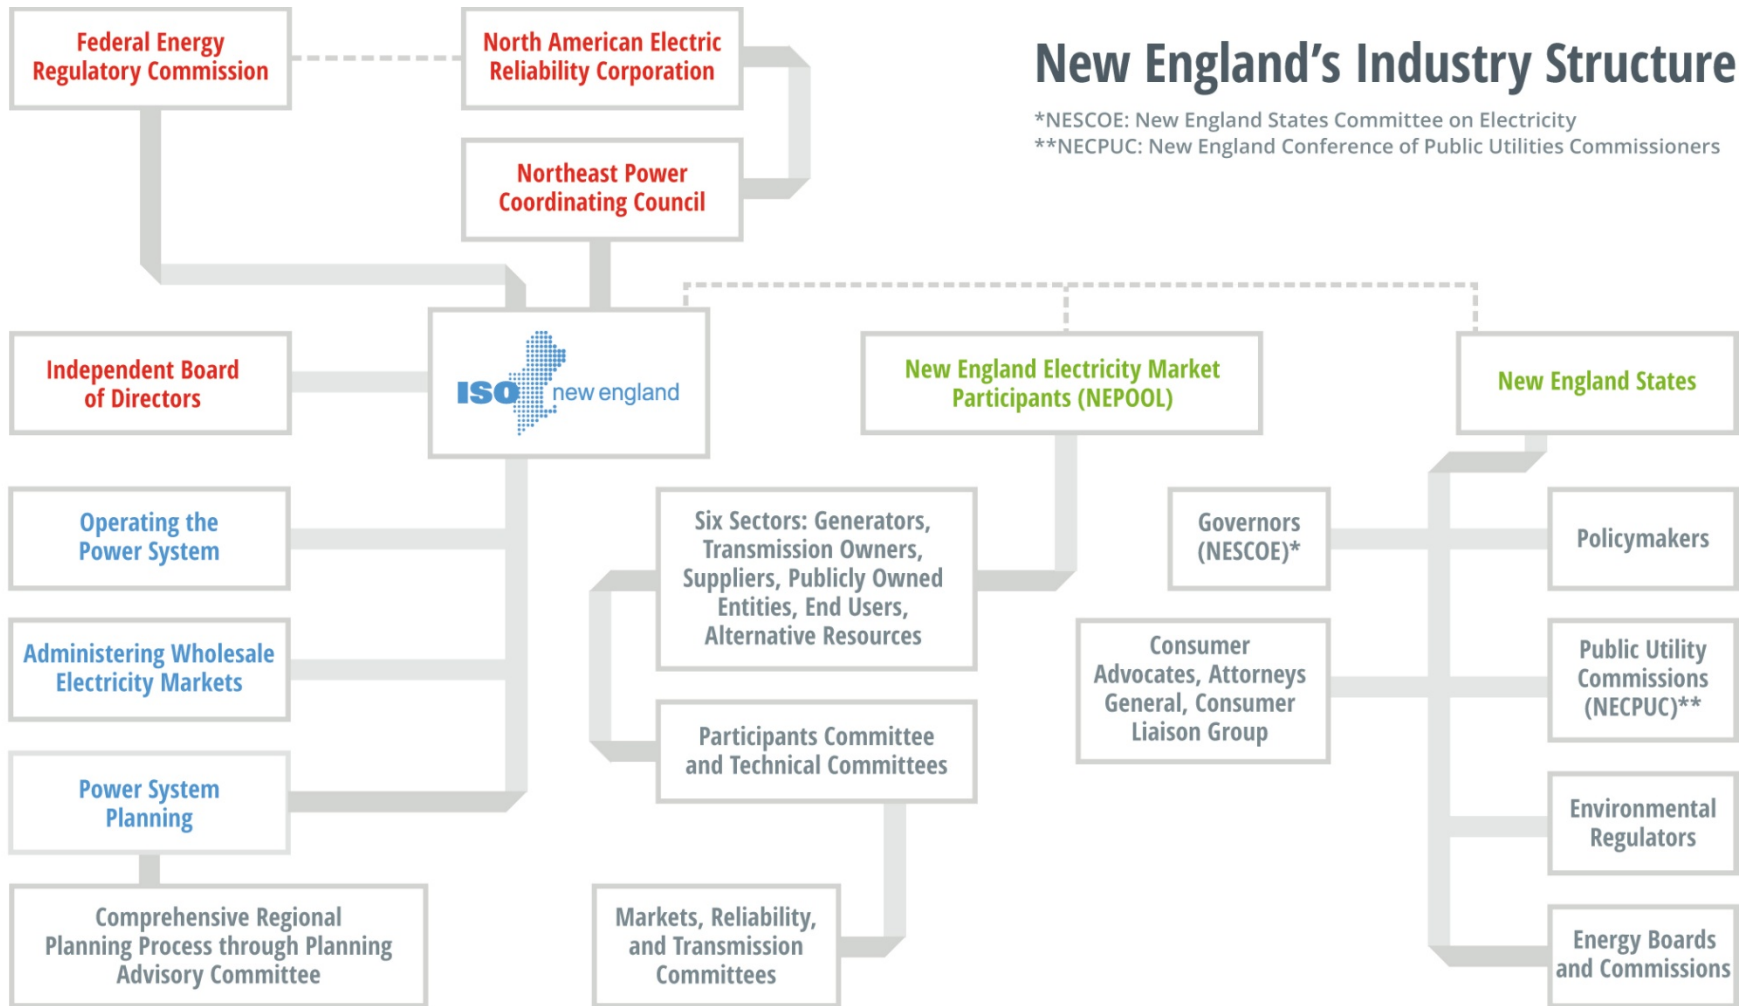 Federal Energy
Regulatory Commission
North American Electric
Reliability Corporation
New England's Industry Structure
*NESCOE: New England States Committee on Electricity
**NECPUC: New England Conference of Public Utilities Commissioners
Northeast Power
Coordinating Council
Independent Board
of Directors
ISO new england
New England Electricity Market
Participants (NEPOOL)
New England States
Operating the
Power System
Six Sectors: Generators,
Transmission Owners,
Suppliers, Publicly Owned
Entities, End Users,
Alternative Resources
Governors
(NESCOE)*
Policymakers
Administering Wholesale
Electricity Markets
Consumer
Advocates, Attorneys
General, Consumer
Liaison Group
Public Utility
Commissions
(NECPUC)**
Participants Committee
and Technical Committees
Power System
Planning
Environmental
Regulators
Comprehensive Regional
Planning Process through Planning
Advisory Committee
Markets, Reliability,
and Transmission
Committees
Energy Boards
and Commissions